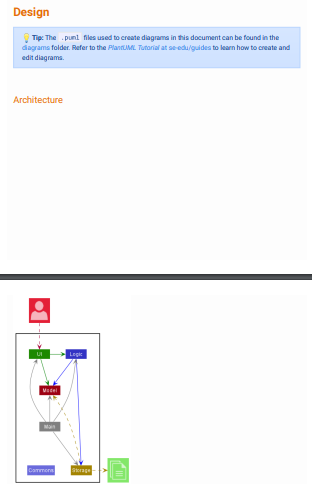 Design
Tip: The .puml files used to create diagrams in this document can be found in the
diagrams folder. Refer to the PlantUML Tutorial at se-edu/guides to learn how to create and
edit diagrams.
Architecture
UI
Logic
Model
Main
Commons
Storage